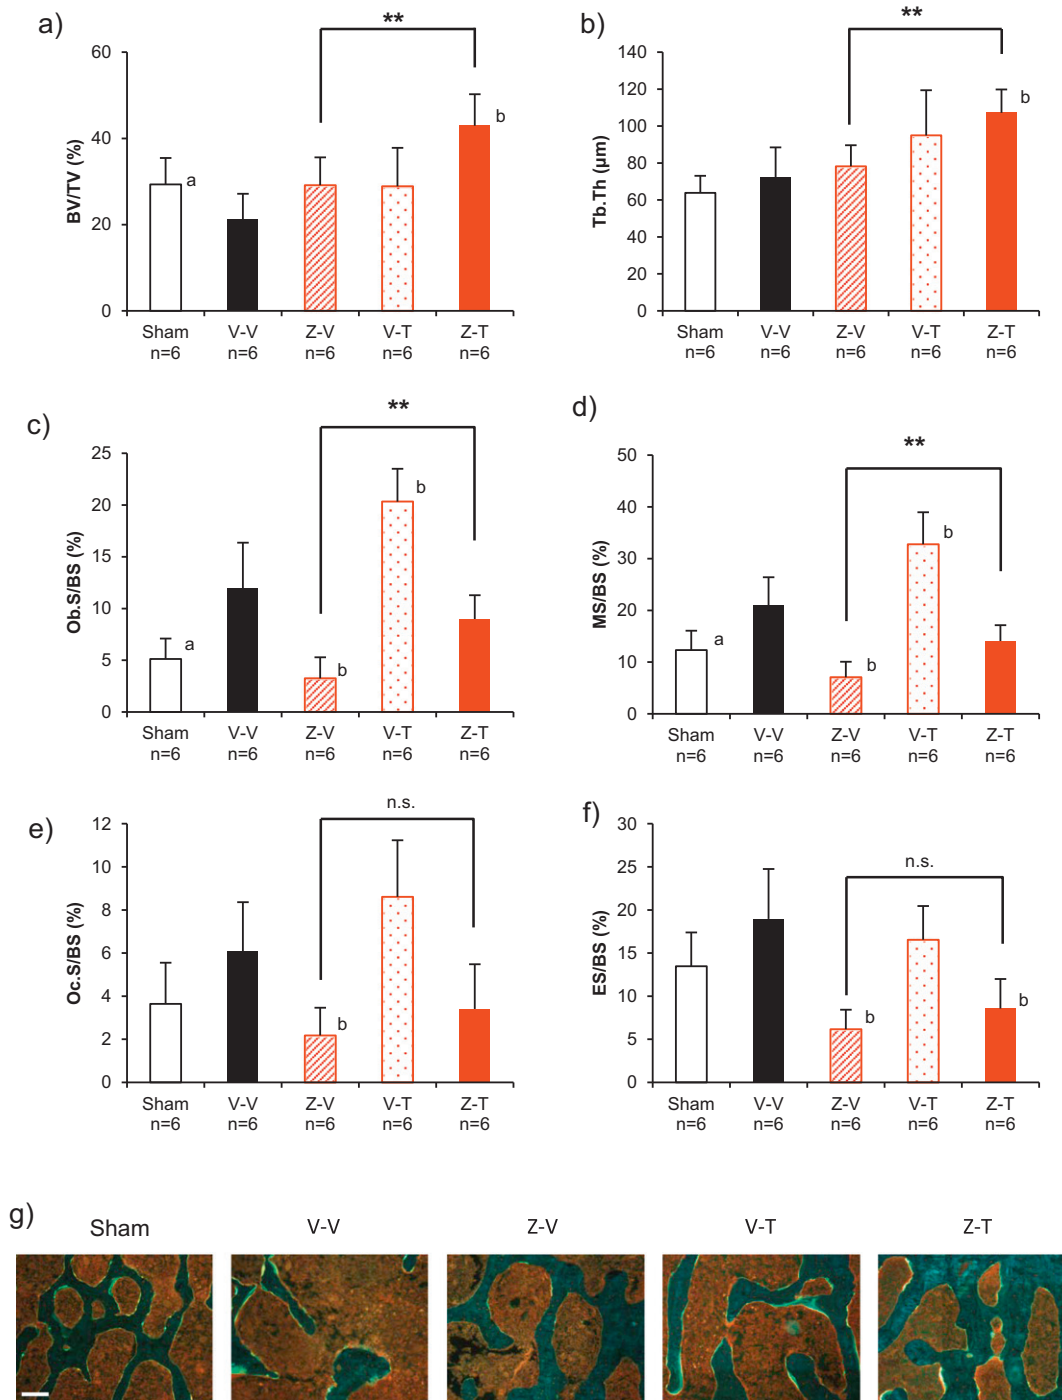 a)
**
60
40
20
0
BV/TV (%)
a
b
Sham V-V Z-V V-T Z-T
n=6 n=6 n=6 n=6 n=6
b)
**
140
120
100
80
60
40
20
0
Tb.Th (µm)
b
Sham V-V Z-V V-T Z-T
n=6 n=6 n=6 n=6 n=6
c)
**
25
20
15
10
5
0
Ob.S/BS (%)
a
b
b
Sham V-V Z-V V-T Z-T
n=6 n=6 n=6 n=6 n=6
d)
**
50
40
30
20
10
0
MS/BS (%)
a
b
b
Sham V-V Z-V V-T Z-T
n=6 n=6 n=6 n=6 n=6
e)
n.s.
12
10
8
6
4
2
0
Oc.S/BS (%)
b
Sham V-V Z-V V-T Z-T
n=6 n=6 n=6 n=6 n=6
f)
n.s.
30
25
20
15
10
5
0
ES/BS (%)
b
b
Sham V-V Z-V V-T Z-T
n=6 n=6 n=6 n=6 n=6
g)
Sham V-V Z-V V-T Z-T